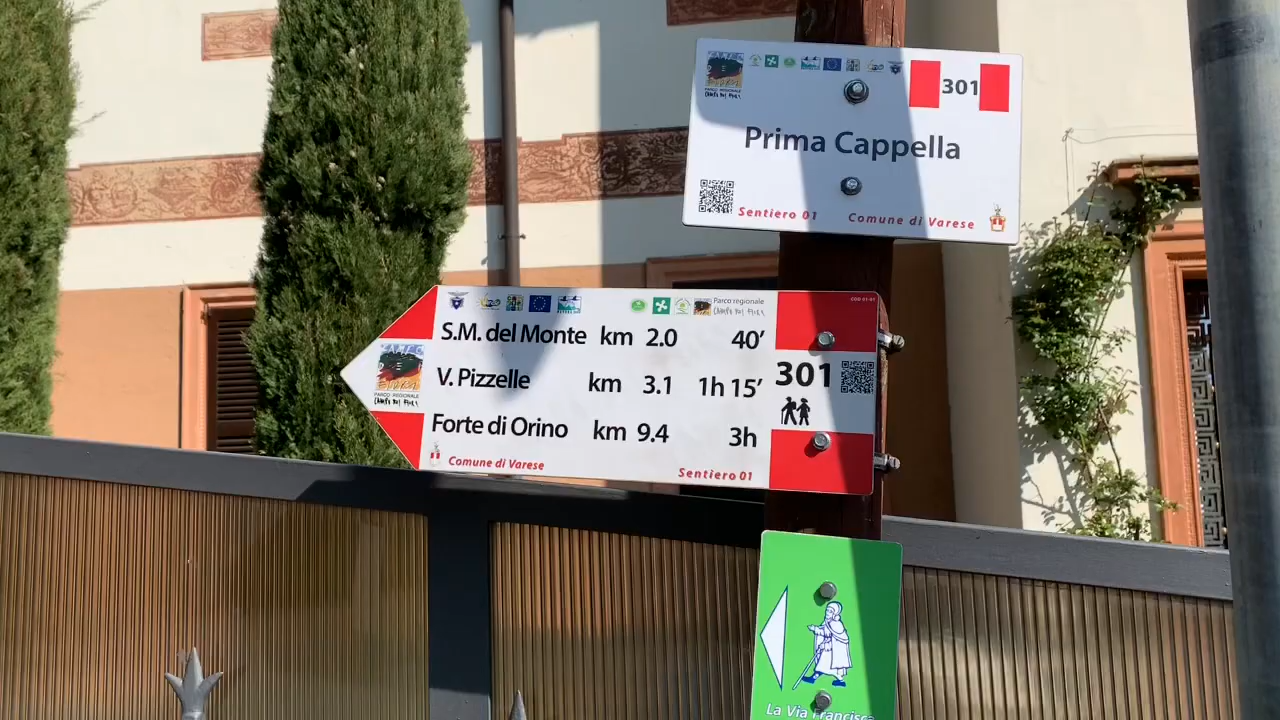 301
Prima Cappella
Sentiero 01 Comune di Varese
Parco regionale
S.M. del Monte km 2.0 40’
V. Pizzelle km 3.1 1h 15’
Forte di Orino km 9.4 3h
301
Comune di Varese Sentiero 01
La Via Francisca